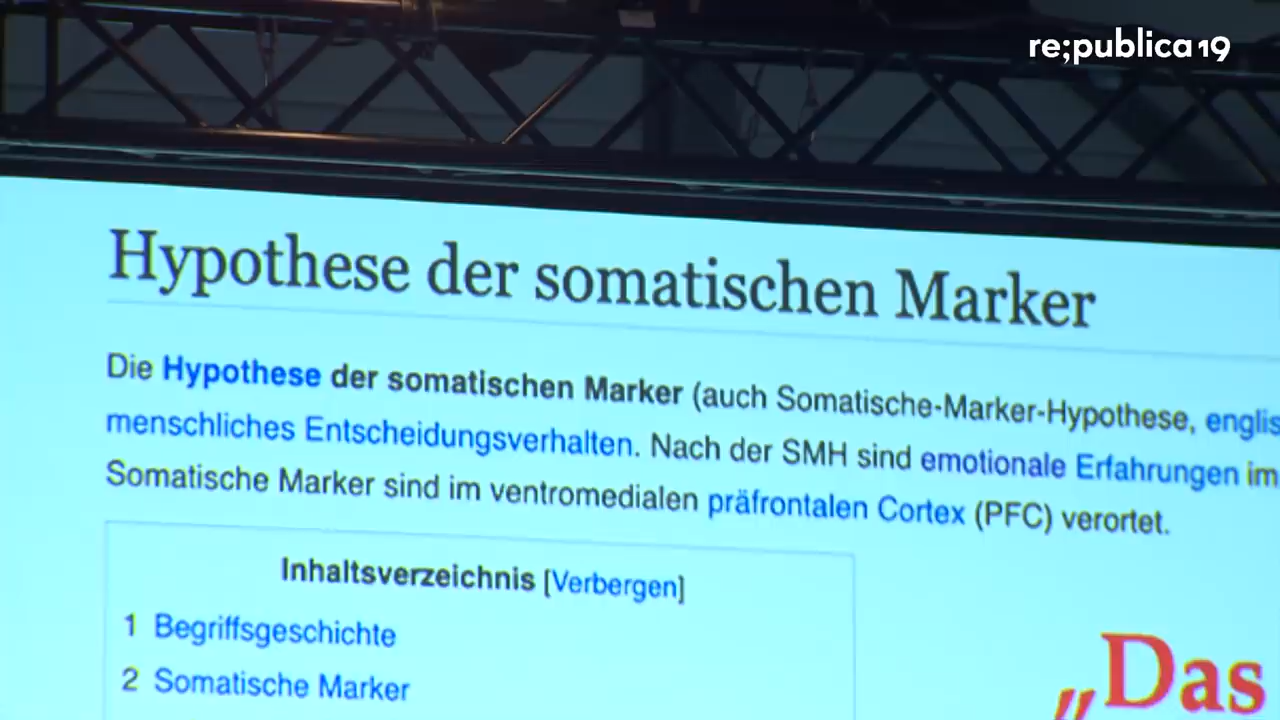 re;publica 19
Hypothese der somatischen Marker
Die Hypothese der somatischen Marker (auch Somatische-Marker-Hypothese, englis
menschliches Entscheidungsverhalten. Nach der SMH sind emotionale Erfahrungen im
Somatische Marker sind im ventromedialen präfrontalen Cortex (PFC) verortet.
Inhaltsverzeichnis [Verbergen]
1 Begriffsgeschichte
2 Somatische Marker
„Das